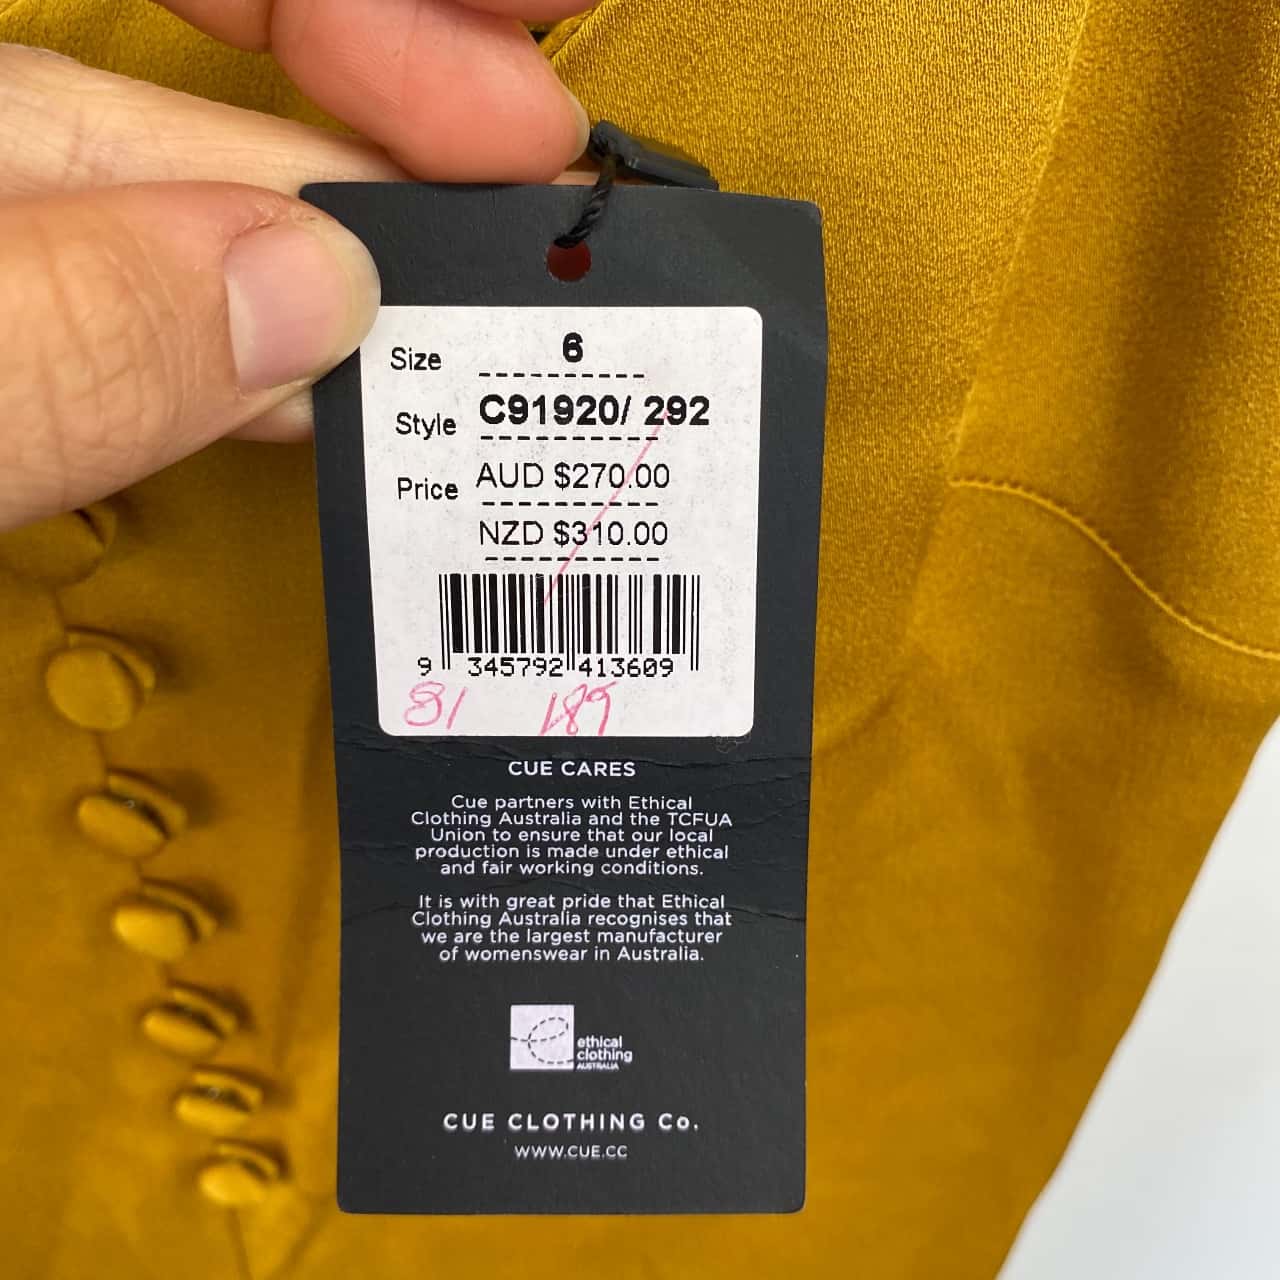 Size 6
Style C91920/ 292
Price AUD $270.00
NZD $310.00
9 345792 413609
81 189
CUE CARES
Cue partners with Ethical
Clothing Australia and the TCFUA
Union to ensure that our local
production is made under ethical
and fair working conditions.
It is with great pride that Ethical
Clothing Australia recognises that
we are the largest manufacturer
of womenswear in Australia.
ethical
clothing
AUSTRALIA
CUE CLOTHING Co.
WWW.CUE.CC